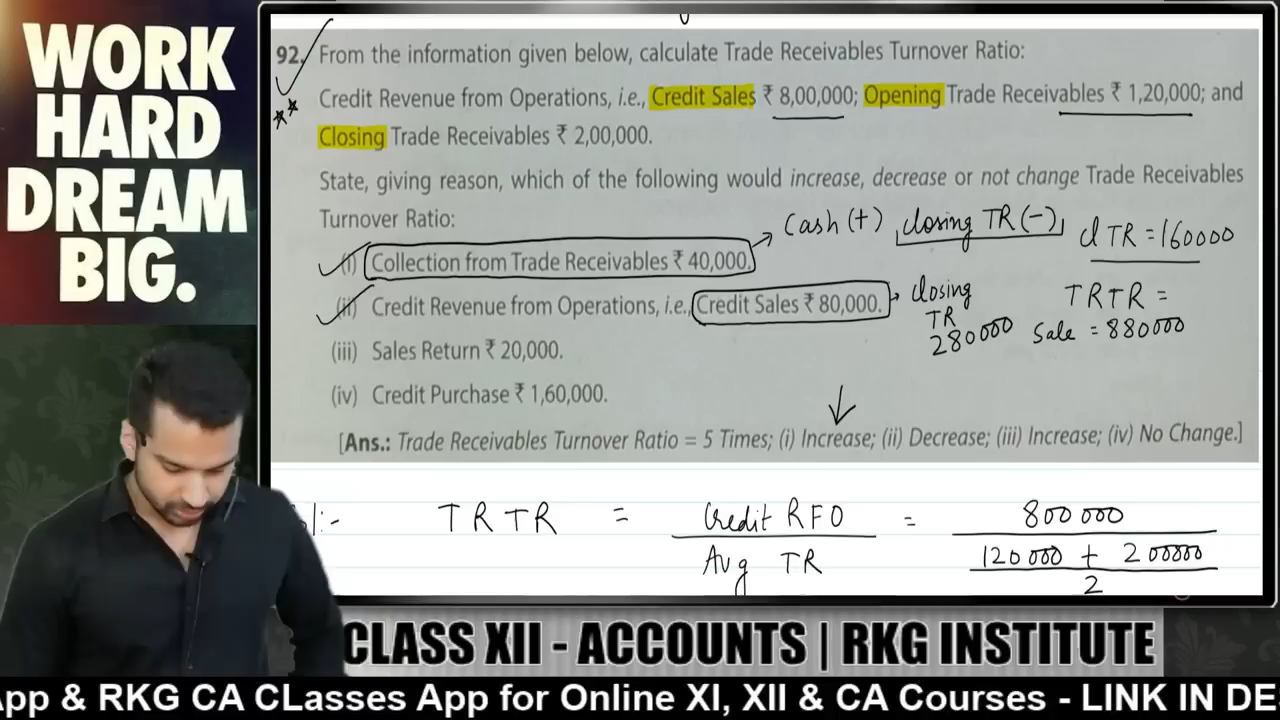 WORK
HARD
DREAM
BIG.
92. From the information given below, calculate Trade Receivables Turnover Ratio:
Credit Revenue from Operations, i.e., Credit Sales ₹ 8,00,000; Opening Trade Receivables ₹ 1,20,000; and
Closing Trade Receivables ₹ 2,00,000.
State, giving reason, which of the following would increase, decrease or not change Trade Receivables
Turnover Ratio:
(i) Collection from Trade Receivables ₹ 40,000.
Cash (+) closing TR (-) cl TR = 160000
(ii) Credit Revenue from Operations, i.e., Credit Sales ₹ 80,000.
closing
TR
280000
TRTR =
Sale = 880000
(iii) Sales Return ₹ 20,000.
(iv) Credit Purchase ₹ 1,60,000.
[Ans.: Trade Receivables Turnover Ratio = 5 Times; (i) Increase; (ii) Decrease; (iii) Increase; (iv) No Change.]
TRTR = Credit RFO = 800000
Avg TR 120000 + 200000
2
CLASS XII - ACCOUNTS | RKG INSTITUTE
App & RKG CA CLasses App for Online XI, XII & CA Courses - LINK IN DE